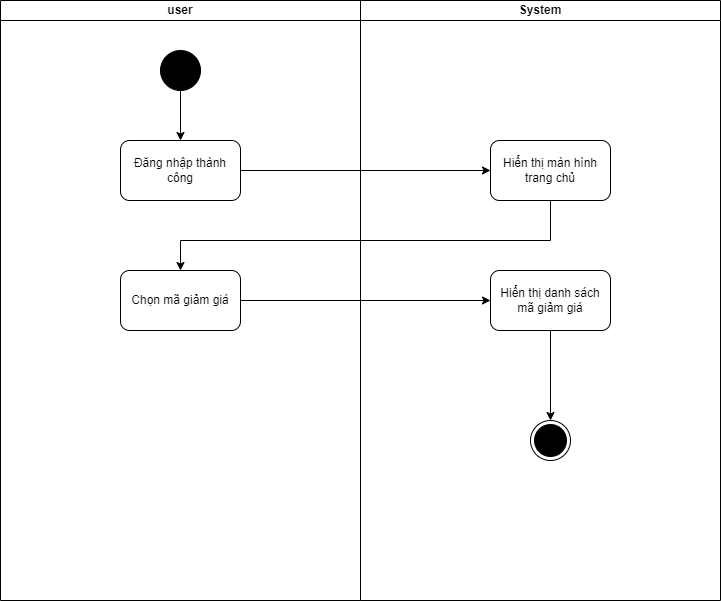 user
System
Đăng nhập thành
công
Hiển thị màn hình
trang chủ
Chọn mã giảm giá
Hiển thị danh sách
mã giảm giá